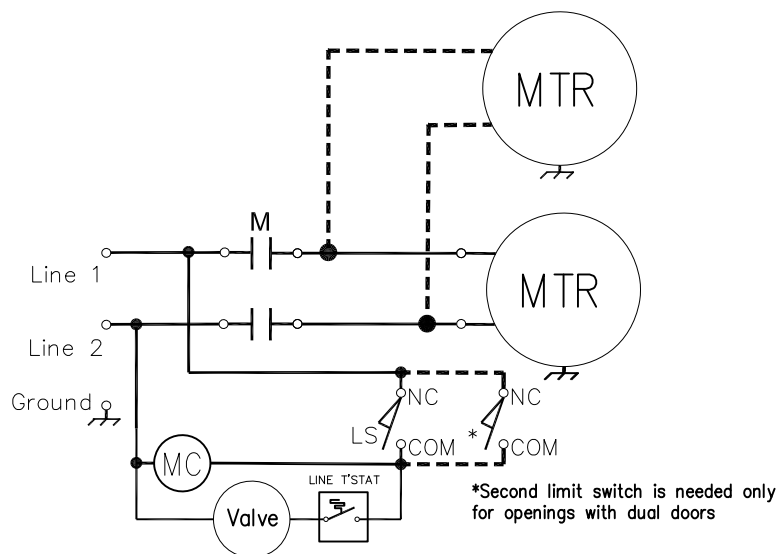 MTR
M
Line 1
MTR
Line 2
Ground
NC
NC
LS
*
COM
COM
MC
LINE T'STAT
Valve
*Second limit switch is needed only
for openings with dual doors